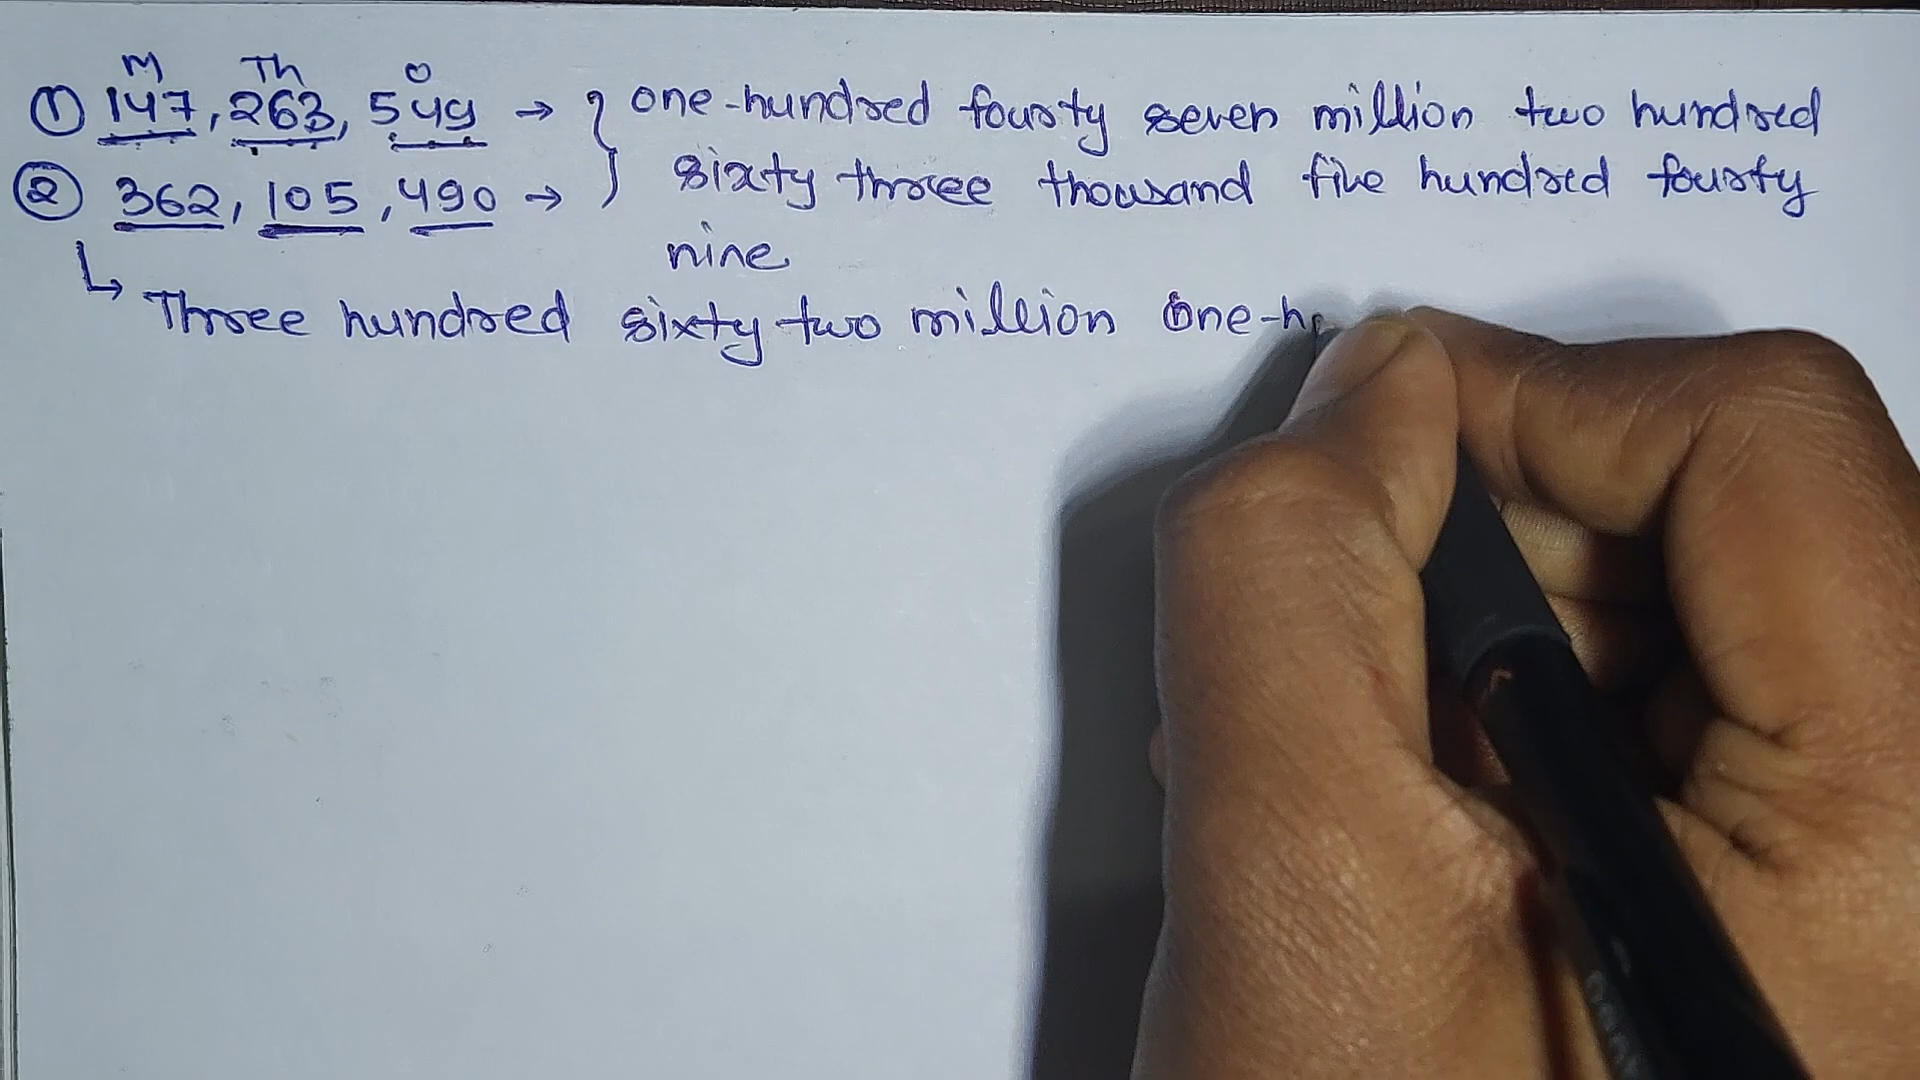 M Th O
① 147, 263, 549 → } one-hundred fourty seven million two hundred
② 362, 105, 490 → sixty three thousand five hundred fourty
nine
↳ Three hundred sixty two million One-h